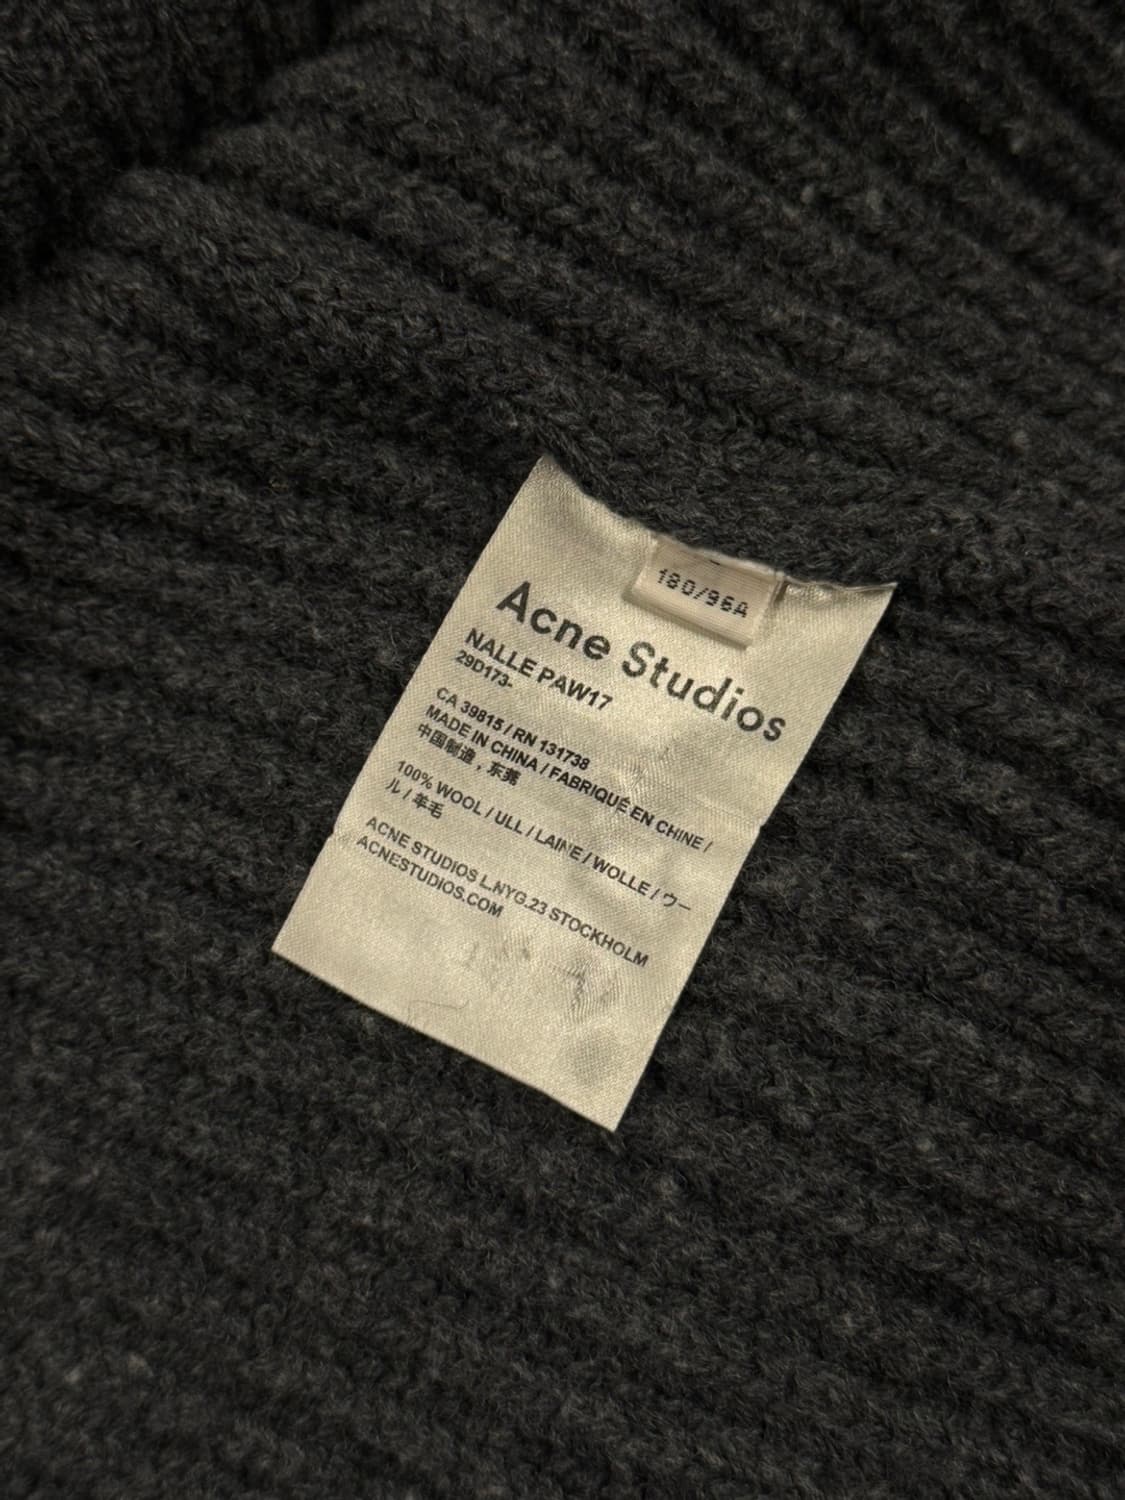 180/96A
Acne Studios
NALLE PAW17
29D173-
CA 39815 / RN 131738
MADE IN CHINA / FABRIQUÉ EN CHINE /
中国制造，东莞
100% WOOL / ULL / LAINE / WOLLE / ウー
ル / 羊毛
ACNE STUDIOS L.NYG.23 STOCKHOLM
ACNESTUDIOS.COM